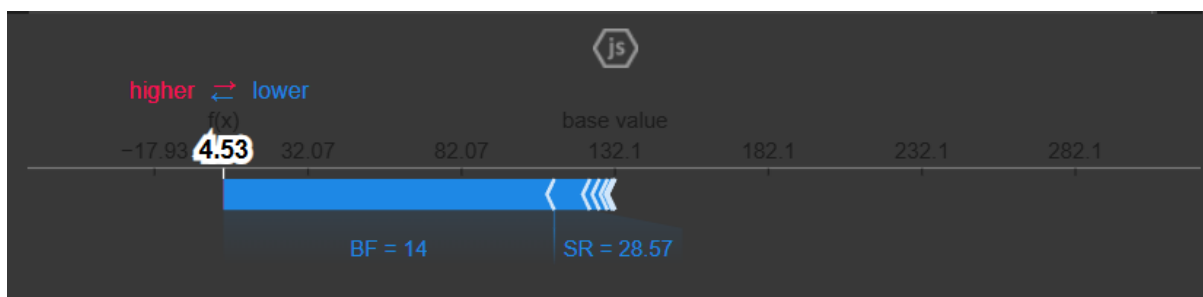 js
higher lower
f(x) base value
−17.93 4.53 32.07 82.07 132.1 182.1 232.1 282.1
BF = 14 SR = 28.57